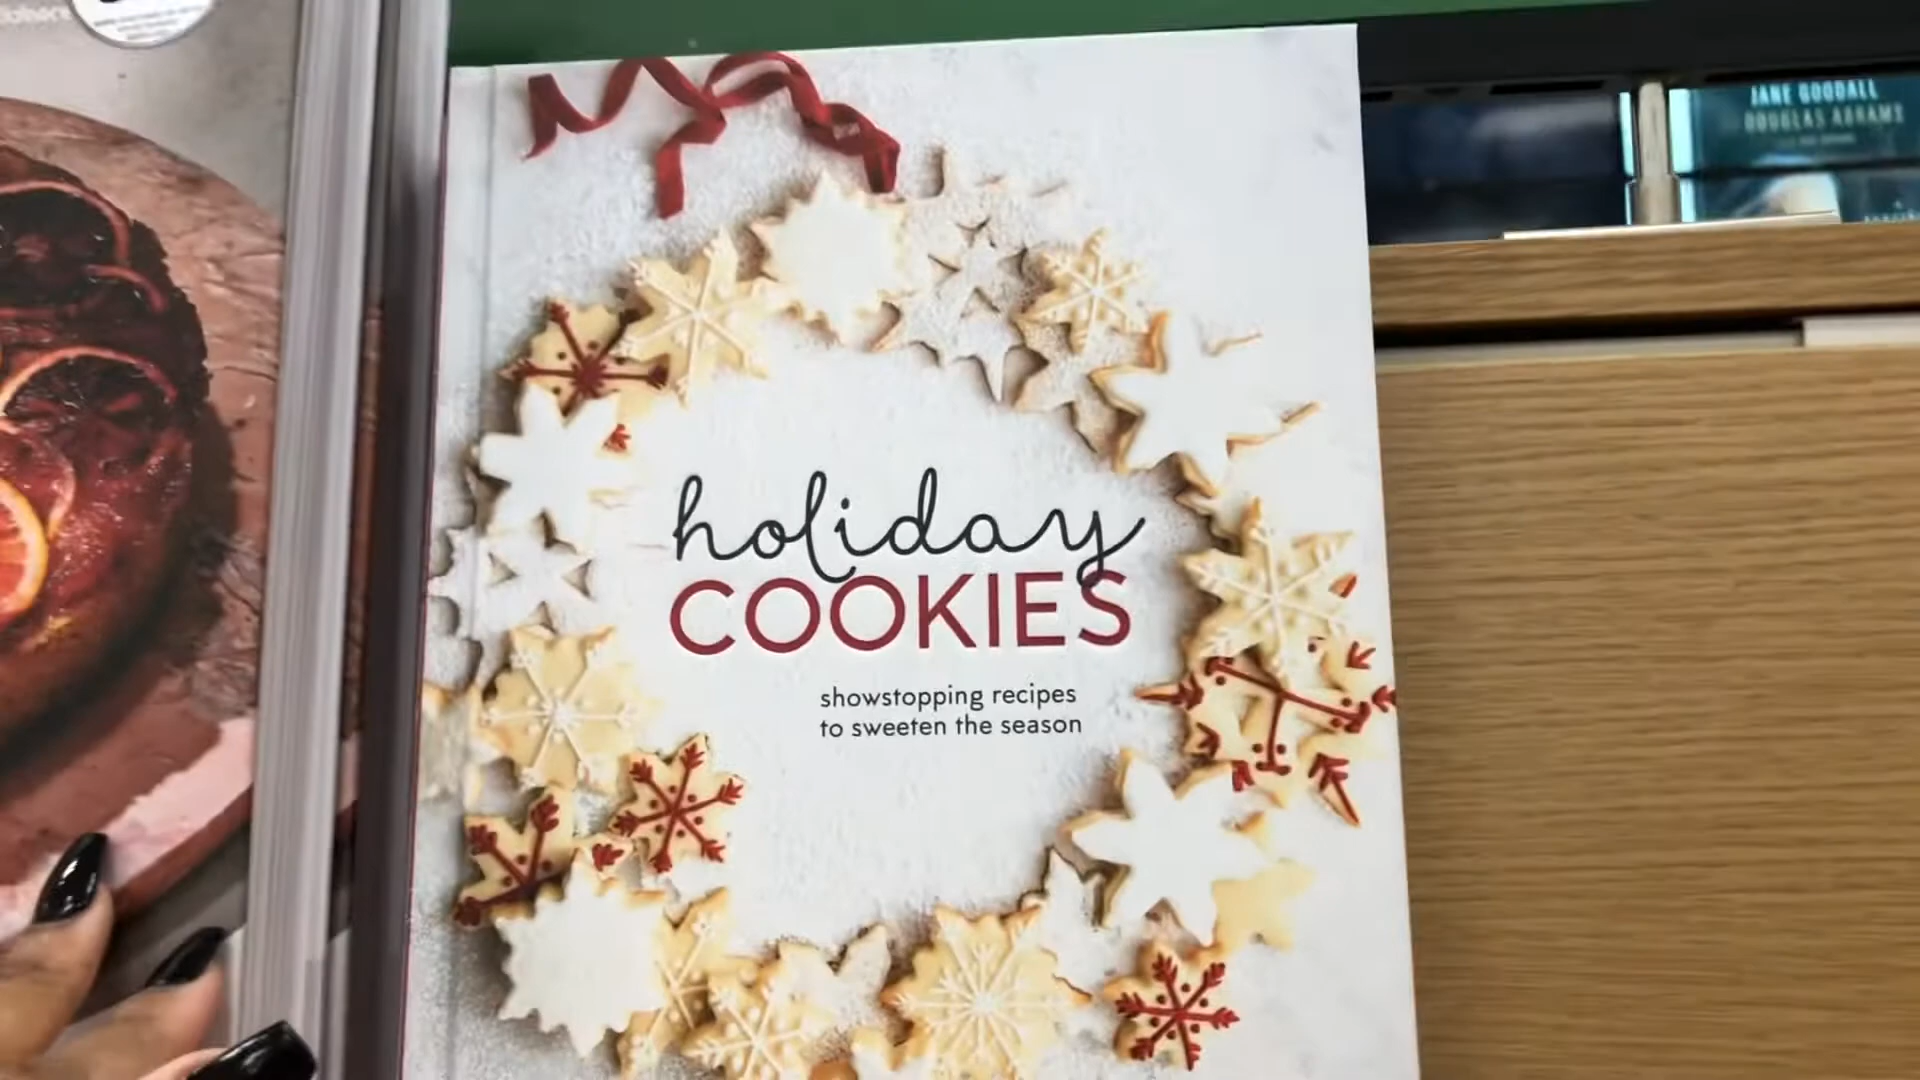 holiday
COOKIES
showstopping recipes
to sweeten the season
JANE GOODALL
DOUGLAS ABRAMS